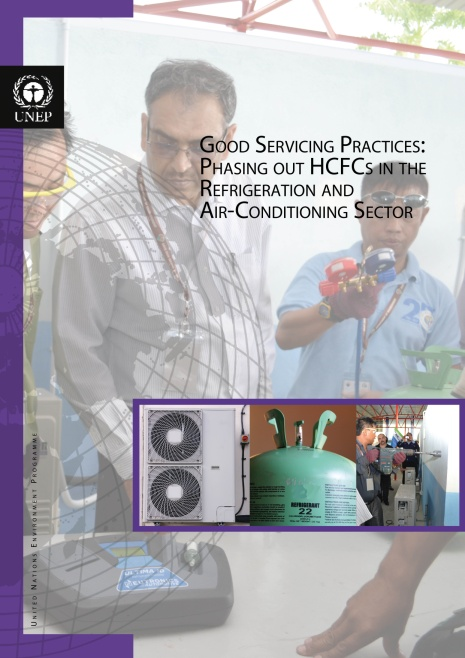 UNEP
GOOD SERVICING PRACTICES:
PHASING OUT HCFCS IN THE
REFRIGERATION AND
AIR-CONDITIONING SECTOR
REFRIGERANT
22
UNITED NATIONS ENVIRONMENT PROGRAMME